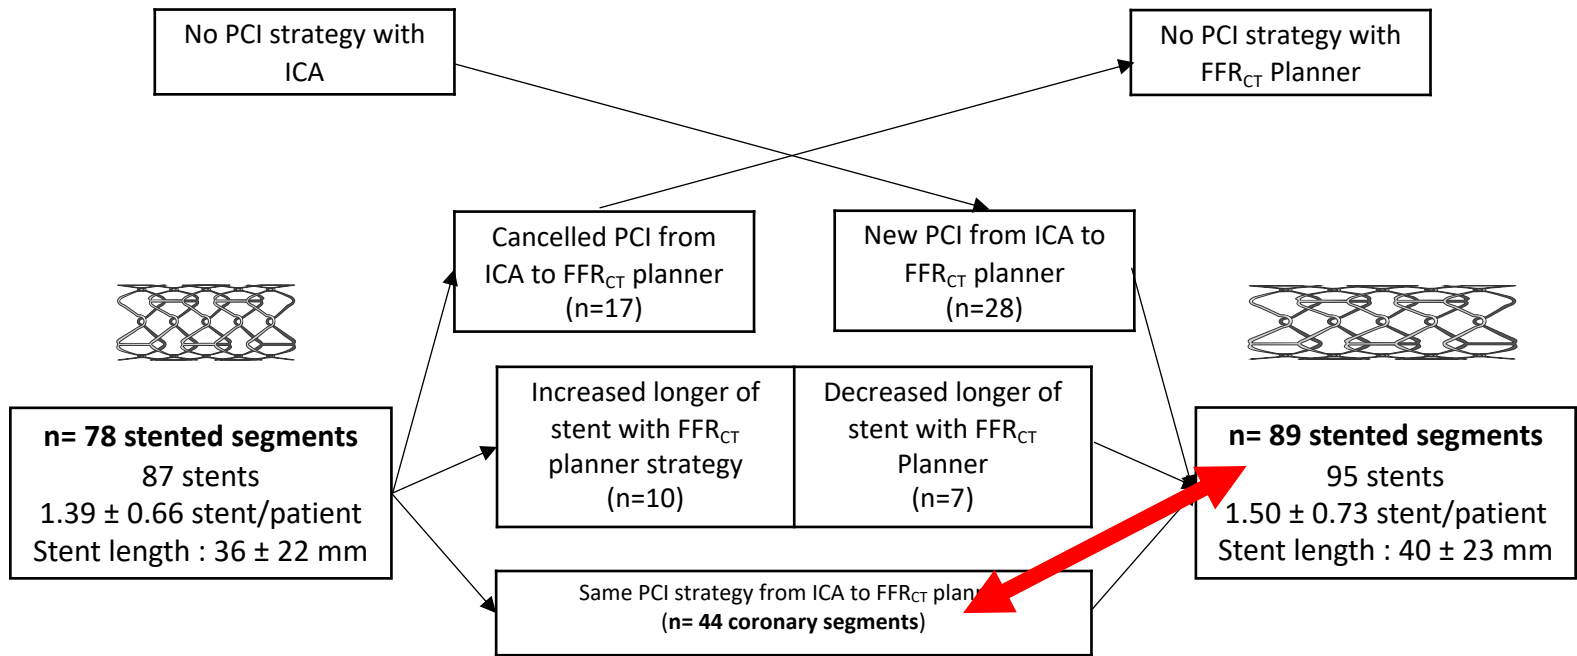 No PCI strategy with
ICA
No PCI strategy with
FFRCT Planner
Cancelled PCI from
ICA to FFRCT planner
(n=17)
New PCI from ICA to
FFRCT planner
(n=28)
n= 78 stented segments
87 stents
1.39 ± 0.66 stent/patient
Stent length : 36 ± 22 mm
Increased longer of
stent with FFRCT
planner strategy
(n=10)
Decreased longer of
stent with FFRCT
Planner
(n=7)
n= 89 stented segments
95 stents
1.50 ± 0.73 stent/patient
Stent length : 40 ± 23 mm
Same PCI strategy from ICA to FFRCT
(n= 44 coronary segments)